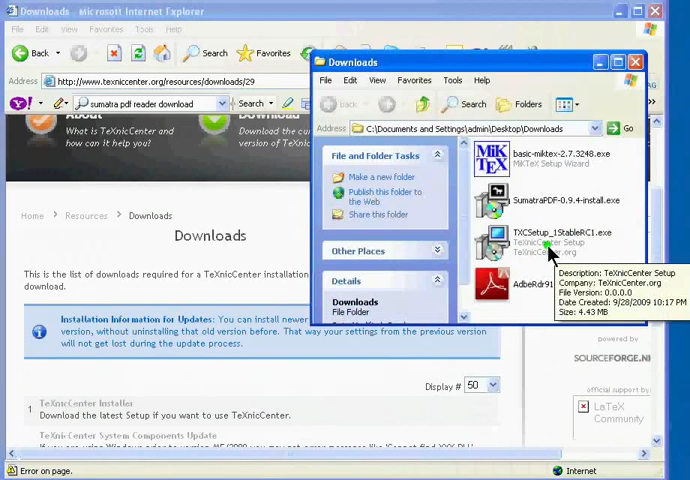 Downloads - Microsoft Internet Explorer
File Edit View Favorites Tools Help
Back Search Favorites
Address http://www.texniccenter.org/resources/downloads/29
Y! sumatra pdf reader download Search
About
What is TeXnicCenter and
how can it help you?
Download
Download the cur
version of TeXnicC
Home Resources Downloads
Downloads
This is the list of downloads required for a TeXnicCenter installation
Installation Information for Updates: You can install newer
version, without uninstalling that old version before. That way your settings from the previous version
will not get lost during the update process.
Display # 50
1 TeXnicCenter Installer
Download the latest Setup if you want to use TeXnicCenter.
TeXnicCenter System Components Update
powered by
SOURCEFORGE.NE
official support by
LaTeX
Community
Error on page.
Internet
Downloads
File Edit View Favorites Tools Help
Back Search Folders
Address C:\Documents and Settings\admin\Desktop\Downloads Go
File and Folder Tasks
Make a new folder
Publish this folder to
the Web
Share this folder
Other Places
Details
Downloads
File Folder
MiK
TEX
basic-miktex-2.7.3248.exe
MiKTeX Setup Wizard
SumatraPDF-0.9.4-install.exe
TXCSetup_1StableRC1.exe
TeXnicCenter Setup
TeXnicCenter.org
AdbeRdr91
Description: TeXnicCenter Setup
Company: TeXnicCenter.org
File Version: 0.0.0.0
Date Created: 9/28/2009 10:17 PM
Size: 4.43 MB